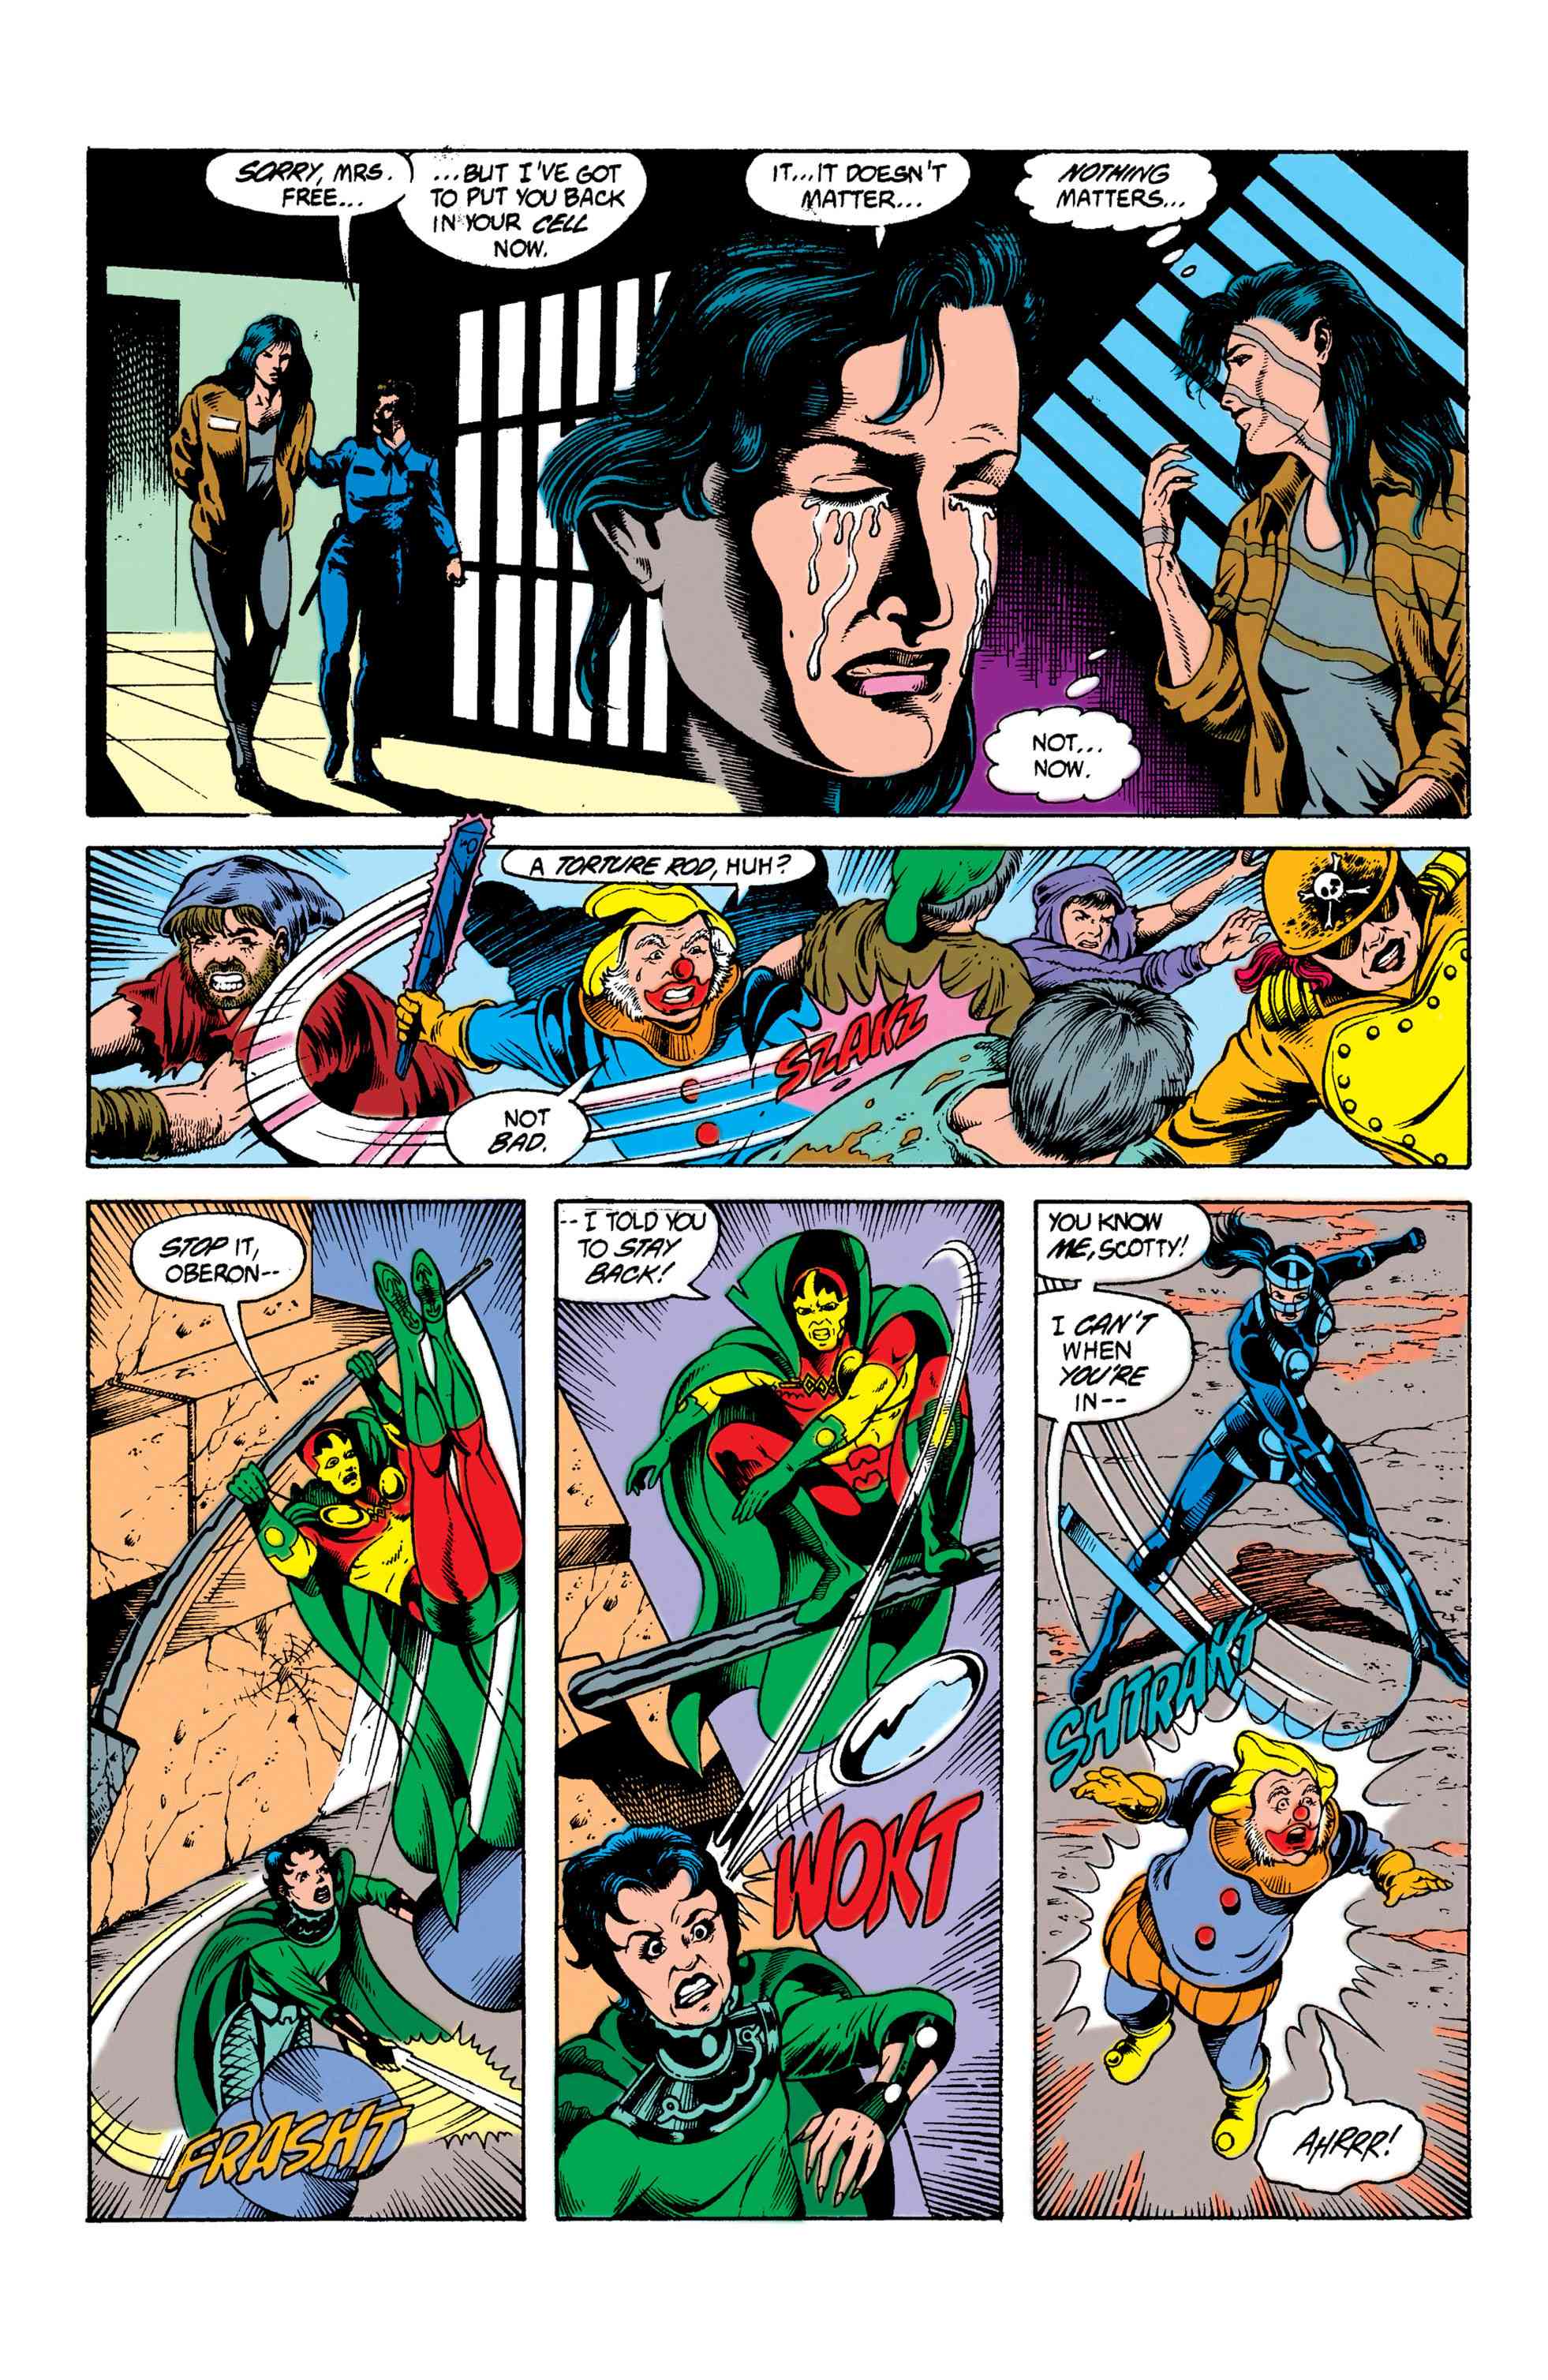 SORRY, MRS.
FREE...
...BUT I'VE GOT
TO PUT YOU BACK
IN YOUR CELL
NOW.
IT...IT DOESN'T
MATTER...
NOTHING
MATTERS...
NOT...
NOW.
A TORTURE ROD, HUH?
SZAKZ
NOT
BAD.
STOP IT,
OBERON--
FRASHT
--I TOLD YOU
TO STAY
BACK!
WOKT
YOU KNOW
ME, SCOTTY!
I CAN'T
WHEN
YOU'RE
IN--
SHTRAKT
AHRRR!